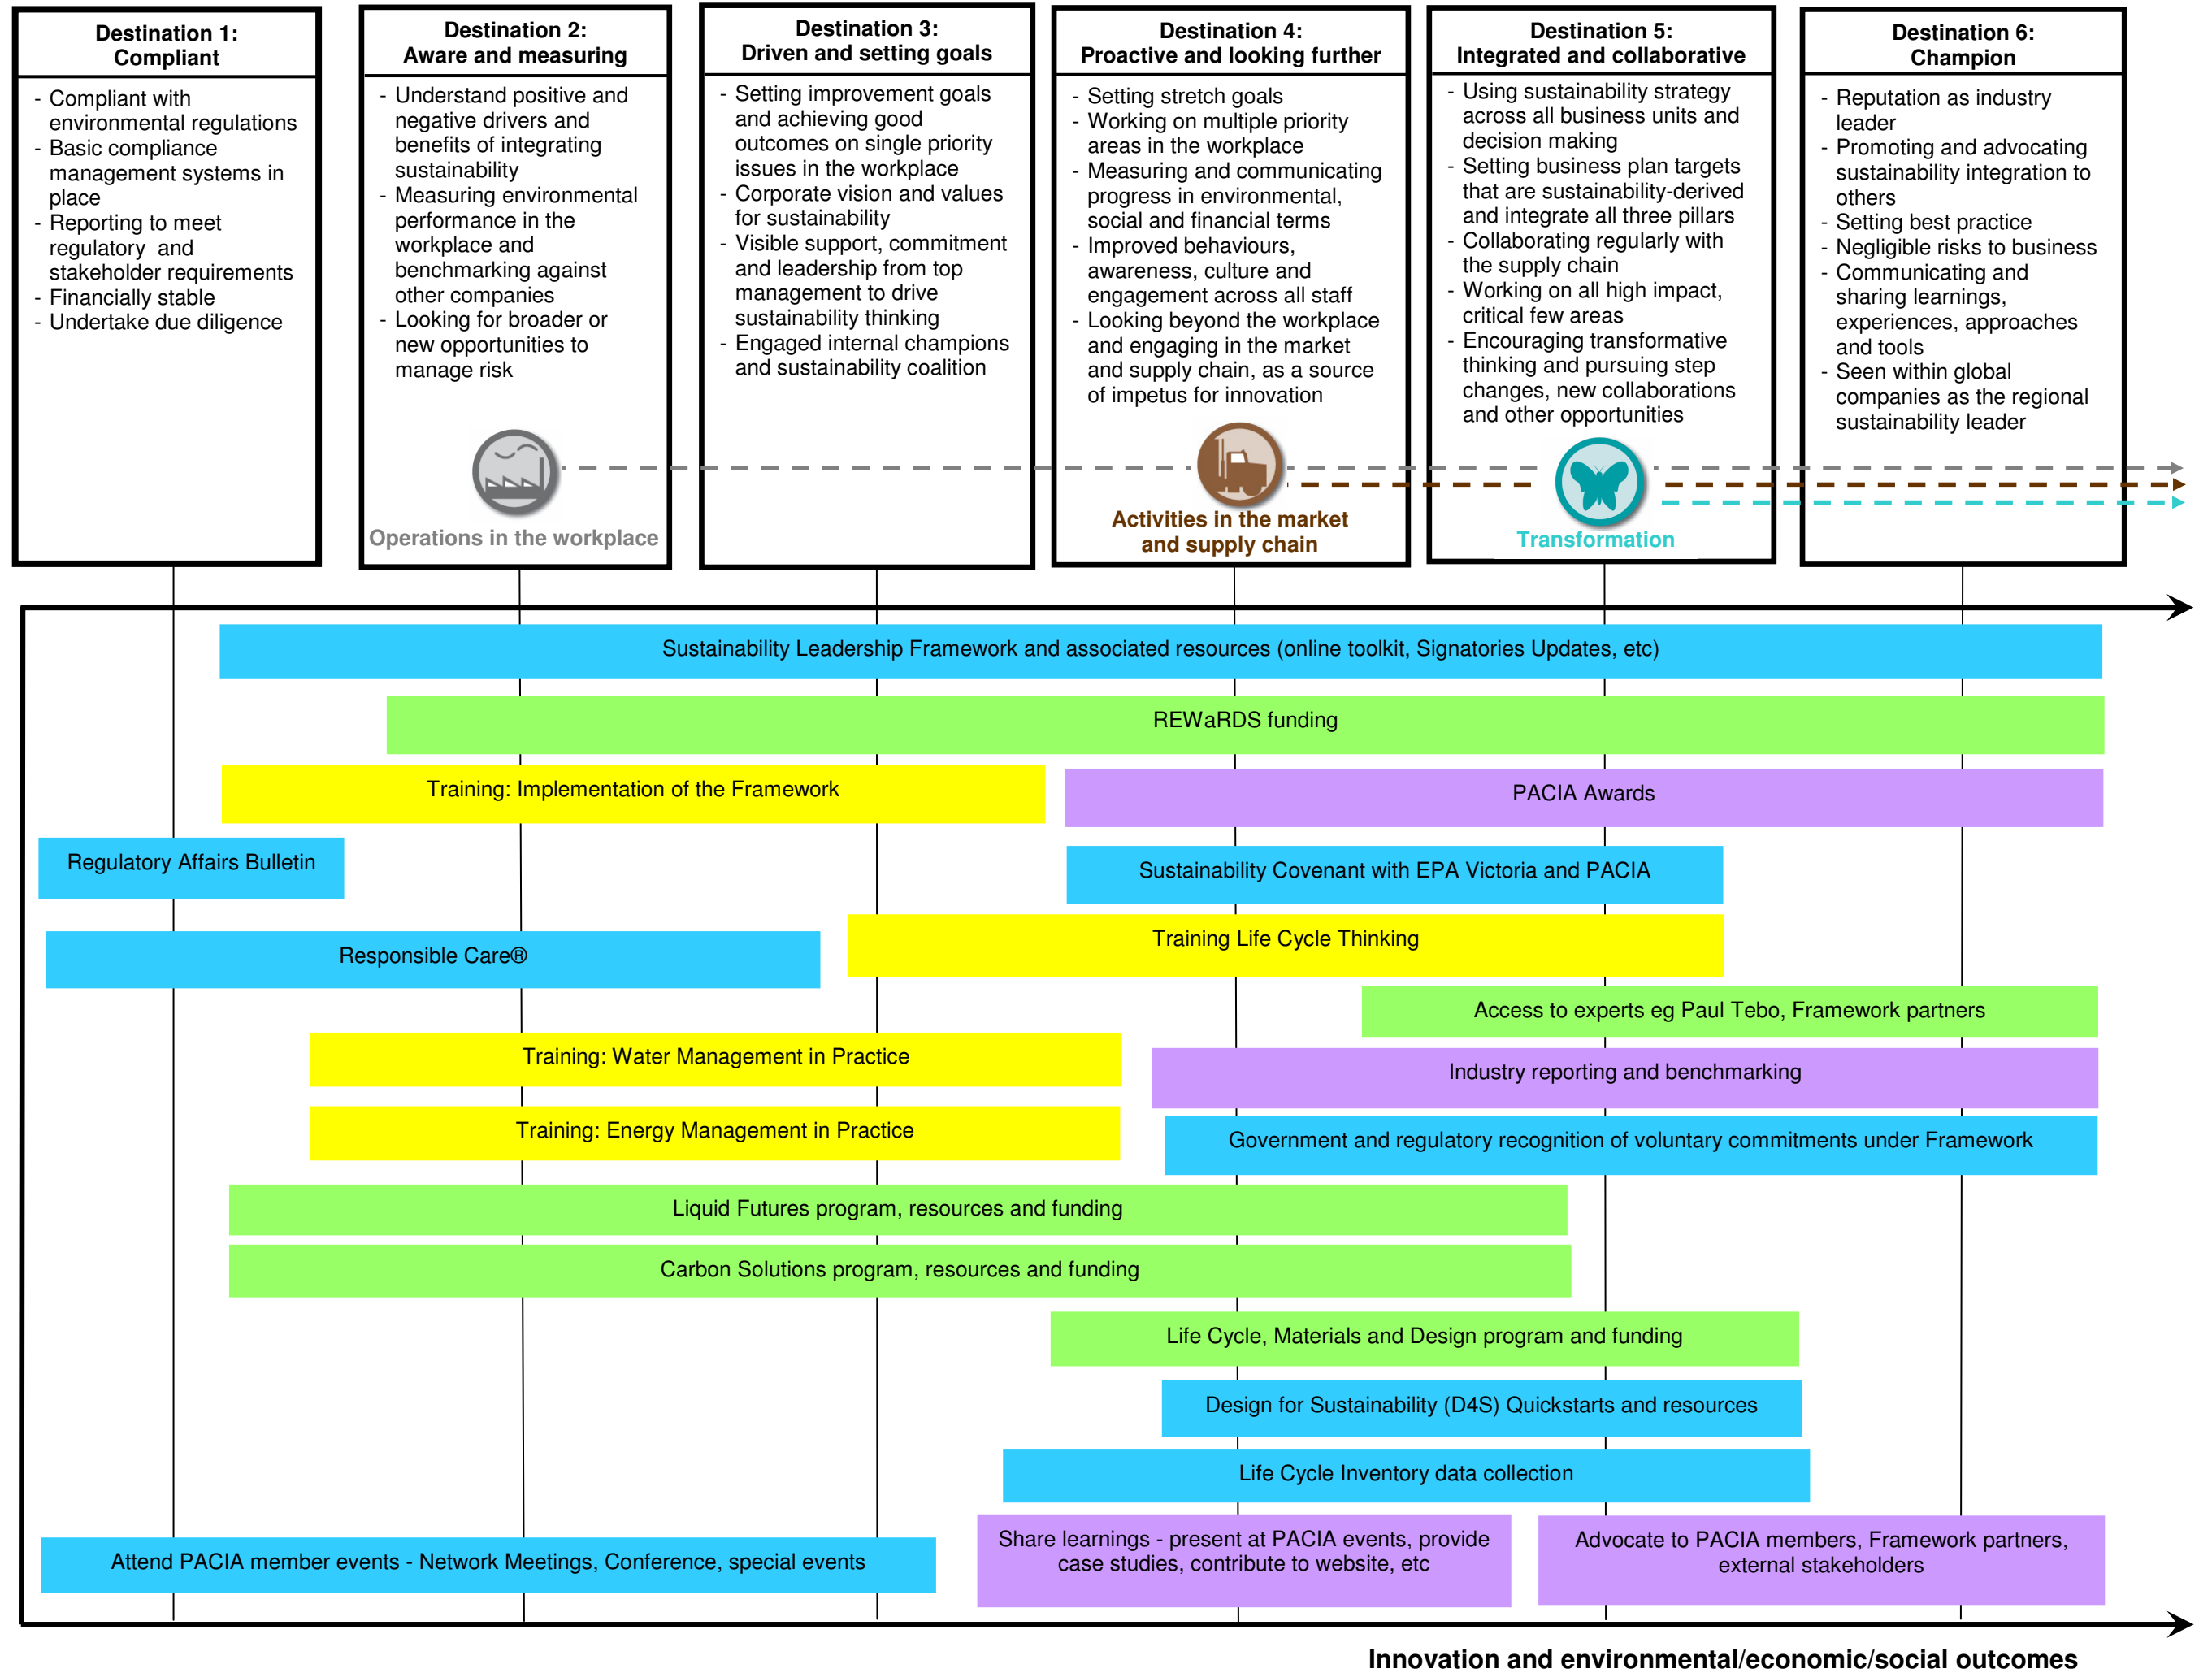 Destination 1:
Compliant
- Compliant with
environmental regulations
- Basic compliance
management systems in
place
- Reporting to meet
regulatory and
stakeholder requirements
- Financially stable
- Undertake due diligence
Destination 2:
Aware and measuring
- Understand positive and
negative drivers and
benefits of integrating
sustainability
- Measuring environmental
performance in the
workplace and
benchmarking against
other companies
- Looking for broader or
new opportunities to
manage risk
Operations in the workplace
Destination 3:
Driven and setting goals
- Setting improvement goals
and achieving good
outcomes on single priority
issues in the workplace
- Corporate vision and values
for sustainability
- Visible support, commitment
and leadership from top
management to drive
sustainability thinking
- Engaged internal champions
and sustainability coalition
Destination 4:
Proactive and looking further
- Setting stretch goals
- Working on multiple priority
areas in the workplace
- Measuring and communicating
progress in environmental,
social and financial terms
- Improved behaviours,
awareness, culture and
engagement across all staff
- Looking beyond the workplace
and engaging in the market
and supply chain, as a source
of impetus for innovation
Activities in the market
and supply chain
Destination 5:
Integrated and collaborative
- Using sustainability strategy
across all business units and
decision making
- Setting business plan targets
that are sustainability-derived
and integrate all three pillars
- Collaborating regularly with
the supply chain
- Working on all high impact,
critical few areas
- Encouraging transformative
thinking and pursuing step
changes, new collaborations
and other opportunities
Transformation
Destination 6:
Champion
- Reputation as industry
leader
- Promoting and advocating
sustainability integration to
others
- Setting best practice
- Negligible risks to business
- Communicating and
sharing learnings,
experiences, approaches
and tools
- Seen within global
companies as the regional
sustainability leader
Sustainability Leadership Framework and associated resources (online toolkit, Signatories Updates, etc)
REWaRDS funding
Training: Implementation of the Framework
PACIA Awards
Regulatory Affairs Bulletin
Sustainability Covenant with EPA Victoria and PACIA
Training Life Cycle Thinking
Responsible Care®
Access to experts eg Paul Tebo, Framework partners
Training: Water Management in Practice
Industry reporting and benchmarking
Training: Energy Management in Practice
Government and regulatory recognition of voluntary commitments under Framework
Liquid Futures program, resources and funding
Carbon Solutions program, resources and funding
Life Cycle, Materials and Design program and funding
Design for Sustainability (D4S) Quickstarts and resources
Life Cycle Inventory data collection
Attend PACIA member events - Network Meetings, Conference, special events
Share learnings - present at PACIA events, provide
case studies, contribute to website, etc
Advocate to PACIA members, Framework partners,
external stakeholders
Innovation and environmental/economic/social outcomes